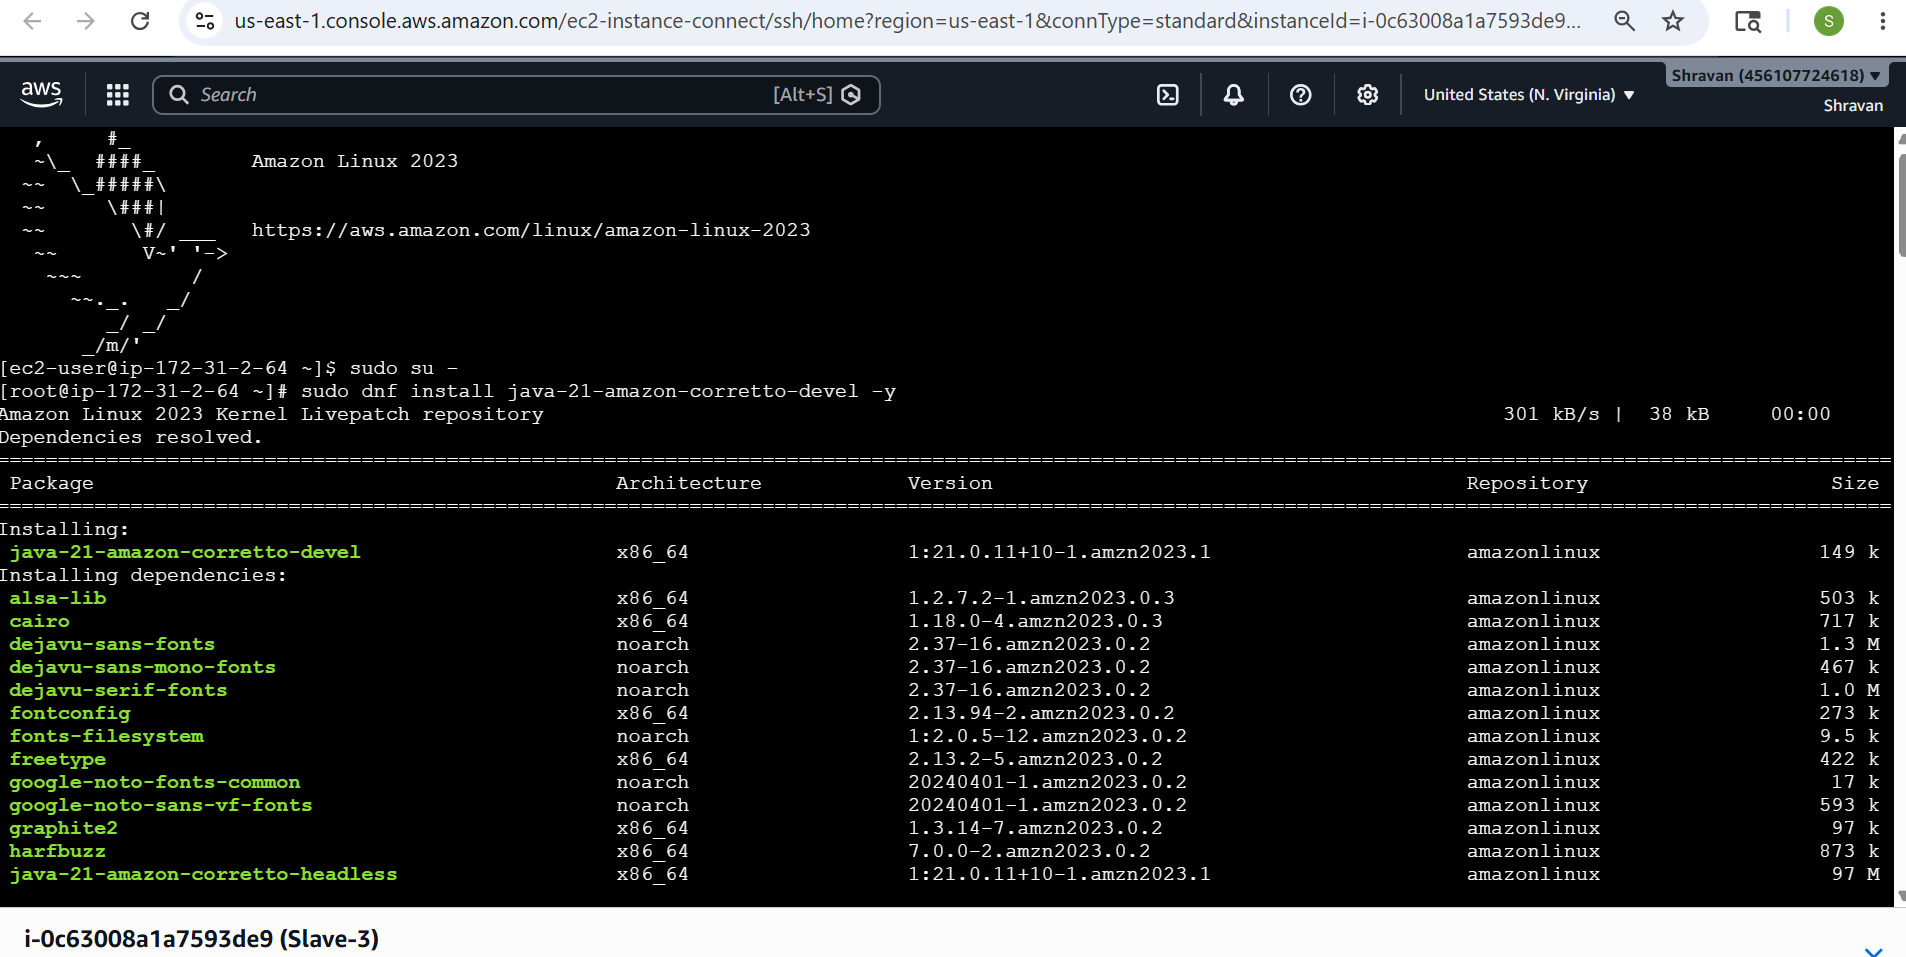 us-east-1.console.aws.amazon.com/ec2-instance-connect/ssh/home?region=us-east-1&connType=standard&instanceId=i-0c63008a1a7593de9...
S
aws
Search [Alt+S]
United States (N. Virginia) ▼
Shravan (456107724618) ▼
Shravan
   ,     #_
   ~\_  ####_        Amazon Linux 2023
  ~~  \_#####\
  ~~     \###|
  ~~       \#/ ___   https://aws.amazon.com/linux/amazon-linux-2023
   ~~       V~' '->
    ~~~         /
      ~~._.   _/
         _/ _/
       _/m/'
[ec2-user@ip-172-31-2-64 ~]$ sudo su -
[root@ip-172-31-2-64 ~]# sudo dnf install java-21-amazon-corretto-devel -y
Amazon Linux 2023 Kernel Livepatch repository 301 kB/s | 38 kB 00:00
Dependencies resolved.
Package Architecture Version Repository Size
Installing:
java-21-amazon-corretto-devel x86_64 1:21.0.11+10-1.amzn2023.1 amazonlinux 149 k
Installing dependencies:
alsa-lib x86_64 1.2.7.2-1.amzn2023.0.3 amazonlinux 503 k
cairo x86_64 1.18.0-4.amzn2023.0.3 amazonlinux 717 k
dejavu-sans-fonts noarch 2.37-16.amzn2023.0.2 amazonlinux 1.3 M
dejavu-sans-mono-fonts noarch 2.37-16.amzn2023.0.2 amazonlinux 467 k
dejavu-serif-fonts noarch 2.37-16.amzn2023.0.2 amazonlinux 1.0 M
fontconfig x86_64 2.13.94-2.amzn2023.0.2 amazonlinux 273 k
fonts-filesystem noarch 1:2.0.5-12.amzn2023.0.2 amazonlinux 9.5 k
freetype x86_64 2.13.2-5.amzn2023.0.2 amazonlinux 422 k
google-noto-fonts-common noarch 20240401-1.amzn2023.0.2 amazonlinux 17 k
google-noto-sans-vf-fonts noarch 20240401-1.amzn2023.0.2 amazonlinux 593 k
graphite2 x86_64 1.3.14-7.amzn2023.0.2 amazonlinux 97 k
harfbuzz x86_64 7.0.0-2.amzn2023.0.2 amazonlinux 873 k
java-21-amazon-corretto-headless x86_64 1:21.0.11+10-1.amzn2023.1 amazonlinux 97 M
i-0c63008a1a7593de9 (Slave-3)